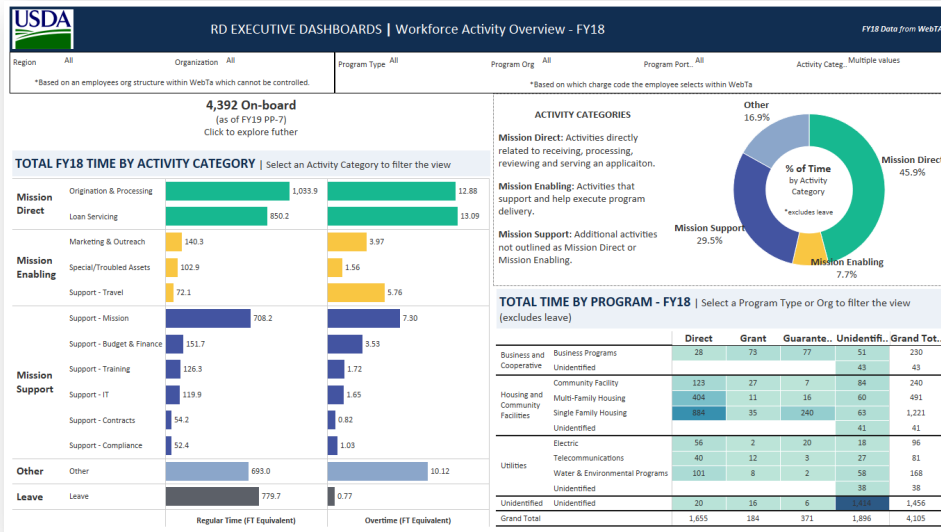 USDA
RD EXECUTIVE DASHBOARDS | Workforce Activity Overview - FY18
FY18 Data from WebTA
Region All Organization All
*Based on an employees org structure within WebTa which cannot be controlled.
Program Type All Program Org All Program Port.. All Activity Categ.. Multiple values
*Based on which charge code the employee selects within WebTa
4,392 On-board
(as of FY19 PP-7)
Click to explore futher
TOTAL FY18 TIME BY ACTIVITY CATEGORY | Select an Activity Category to filter the view
Mission Direct
Origination & Processing 1,033.9 12.88
Loan Servicing 850.2 13.09
Mission Enabling
Marketing & Outreach 140.3 3.97
Special/Troubled Assets 102.9 1.56
Support - Travel 72.1 5.76
Mission Support
Support - Mission 708.2 7.30
Support - Budget & Finance 151.7 3.53
Support - Training 126.3 1.72
Support - IT 119.9 1.65
Support - Contracts 54.2 0.82
Support - Compliance 52.4 1.03
Other Other 693.0 10.12
Leave Leave 779.7 0.77
Regular Time (FT Equivalent) Overtime (FT Equivalent)
ACTIVITY CATEGORIES
Mission Direct: Activities directly
related to receiving, processing,
reviewing and serving an applicaiton.
Mission Enabling: Activities that
support and help execute program
delivery.
Mission Support: Additional activities
not outlined as Mission Direct or
Mission Enabling.
Other
16.9%
Mission Direct
45.9%
% of Time
by Activity
Category
*excludes leave
Mission Support
29.5%
Mission Enabling
7.7%
TOTAL TIME BY PROGRAM - FY18 | Select a Program Type or Org to filter the view
(excludes leave)
Direct Grant Guarante.. Unidentifi.. Grand Tot..
Business and Cooperative
Business Programs 28 73 77 51 230
Unidentified 43 43
Housing and Community Facilities
Community Facility 123 27 7 84 240
Multi-Family Housing 404 11 16 60 491
Single Family Housing 884 35 240 63 1,221
Unidentified 41 41
Utilities
Electric 56 2 20 18 96
Telecommunications 40 12 3 27 81
Water & Environmental Programs 101 8 2 58 168
Unidentified 38 38
Unidentified Unidentified 20 16 6 1,456
Grand Total 1,655 184 371 1,896 4,105